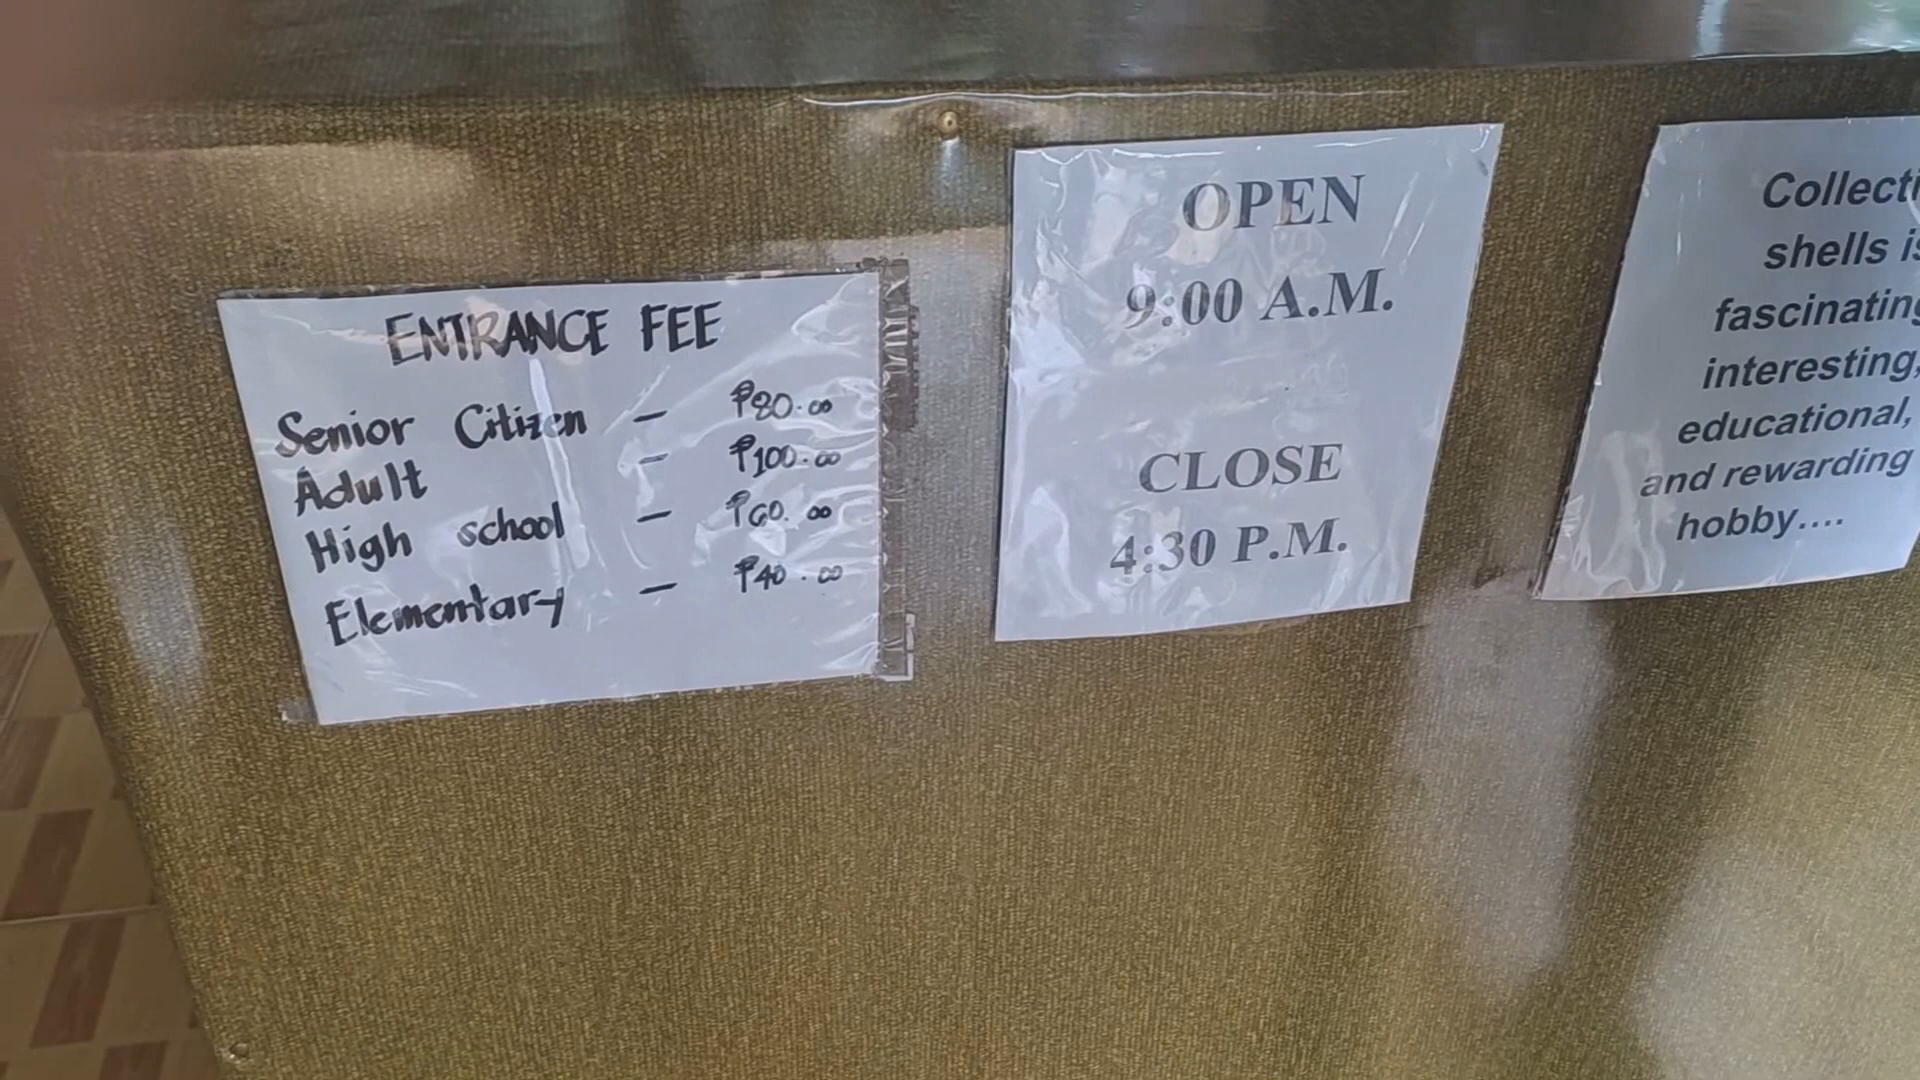 ENTRANCE FEE
Senior Citizen - ₱80.00
Adult - ₱100.00
High school - ₱60.00
Elementary - ₱40.00
OPEN
9:00 A.M.
CLOSE
4:30 P.M.
Collecti
shells is
fascinating
interesting,
educational,
and rewarding
hobby....